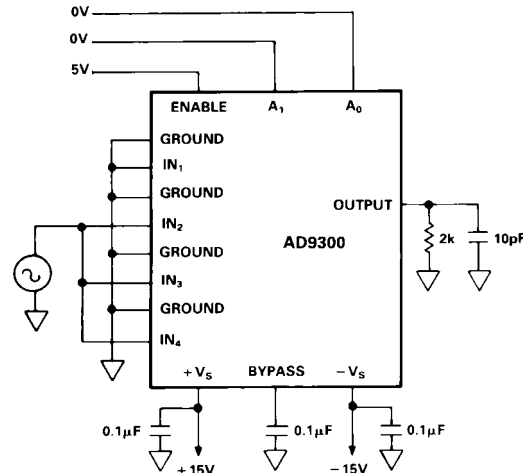 0V
0V
5V
ENABLE A₁ A₀
GROUND
IN₁
GROUND
IN₂
GROUND
IN₃
GROUND
IN₄
OUTPUT
AD9300
2k
10pF
+VS BYPASS −VS
0.1μF
0.1μF
0.1μF
+15V
−15V